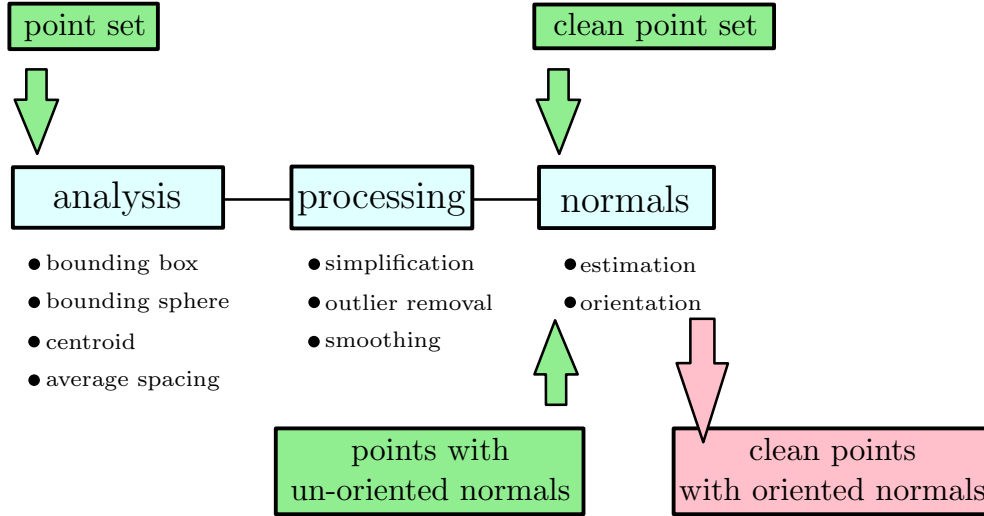 point set
clean point set
analysis
processing
normals
● bounding box
● bounding sphere
● centroid
● average spacing
● simplification
● outlier removal
● smoothing
● estimation
● orientation
points with
un-oriented normals
clean points
with oriented normals